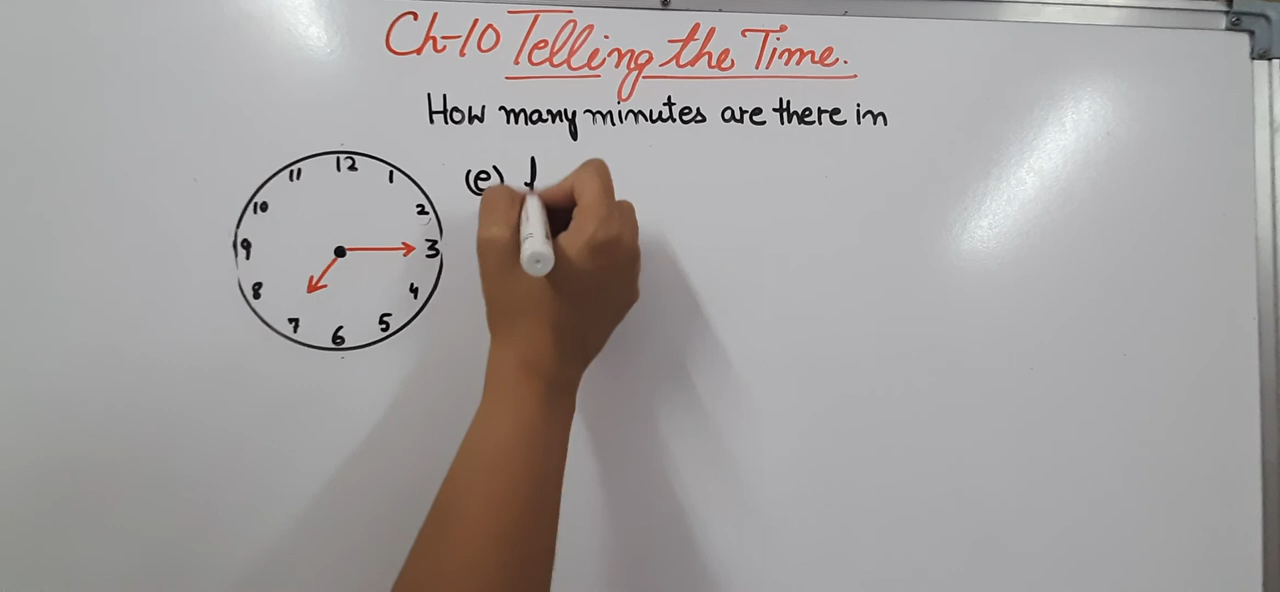 Ch-10 Telling the Time.
How many minutes are there in
(e)
12
11 1
10 2
9 3
8 4
7 5
6